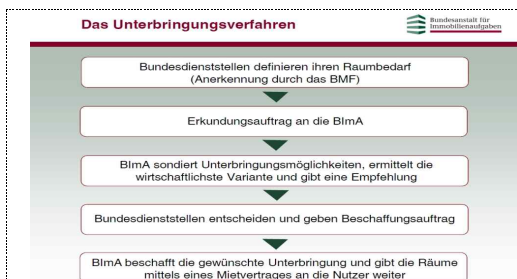 Das Unterbringungsverfahren
Bundesanstalt für
Immobilienaufgaben
Bundesdienststellen definieren ihren Raumbedarf
(Anerkennung durch das BMF)
Erkundungsauftrag an die BImA
BImA sondiert Unterbringungsmöglichkeiten, ermittelt die
wirtschaftlichste Variante und gibt eine Empfehlung
Bundesdienststellen entscheiden und geben Beschaffungsauftrag
BImA beschafft die gewünschte Unterbringung und gibt die Räume
mittels eines Mietvertrages an die Nutzer weiter